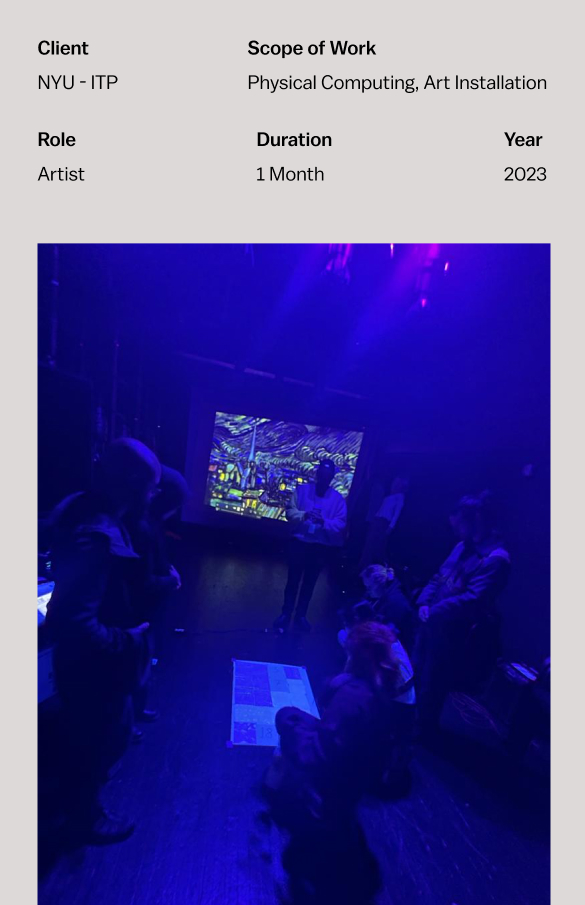 Client
Scope of Work
NYU - ITP
Physical Computing, Art Installation
Role
Duration
Year
Artist
1 Month
2023